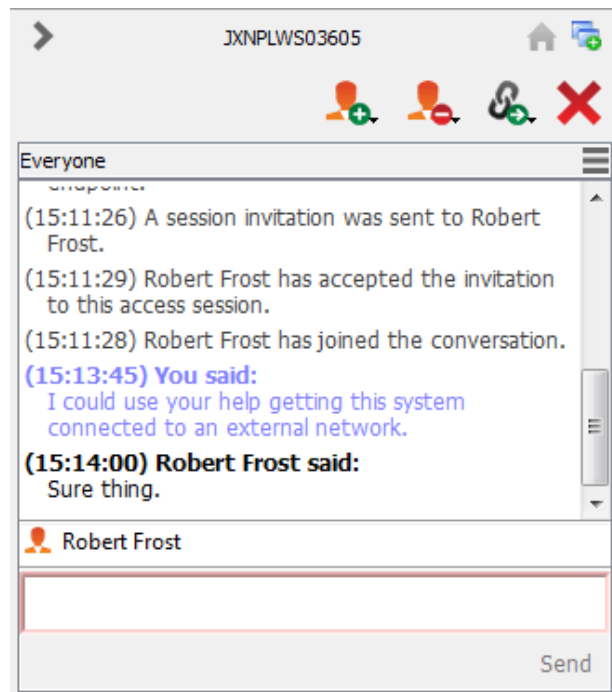 JXNPLWS03605
Everyone
endpoint.
(15:11:26) A session invitation was sent to Robert
Frost.
(15:11:29) Robert Frost has accepted the invitation
to this access session.
(15:11:28) Robert Frost has joined the conversation.
(15:13:45) You said:
I could use your help getting this system
connected to an external network.
(15:14:00) Robert Frost said:
Sure thing.
Robert Frost
Send